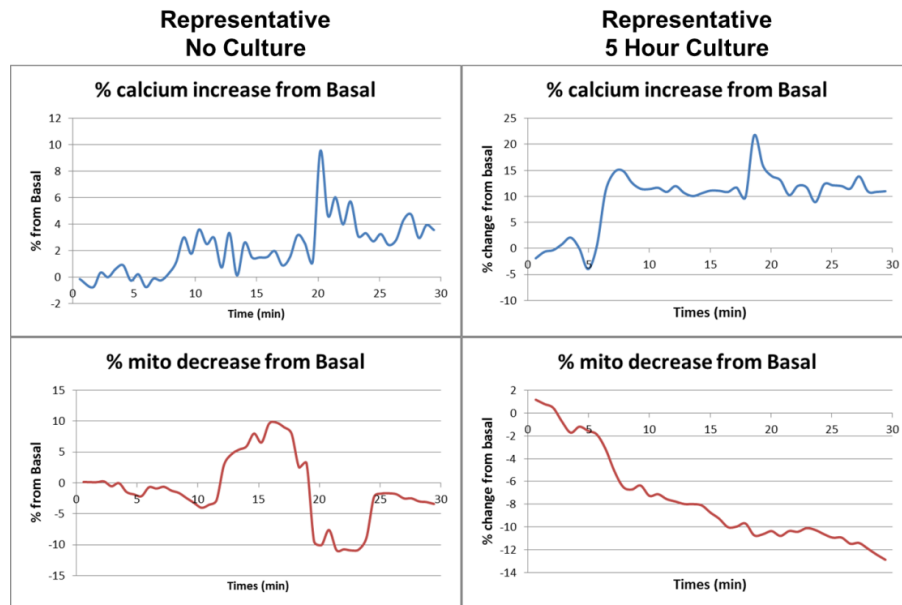 Representative
No Culture
Representative
5 Hour Culture
% calcium increase from Basal
% from Basal
12
10
8
6
4
2
0
-2
0 5 10 15 20 25 30
Time (min)
% calcium increase from Basal
% change from basal
25
20
15
10
5
0
-5
-10
0 5 10 15 20 25 30
Times (min)
% mito decrease from Basal
% from Basal
15
10
5
0
-5
-10
-15
0 5 10 15 20 25 30
Times (min)
% mito decrease from Basal
% change from basal
2
0
-2
-4
-6
-8
-10
-12
-14
0 5 10 15 20 25 30
Times (min)